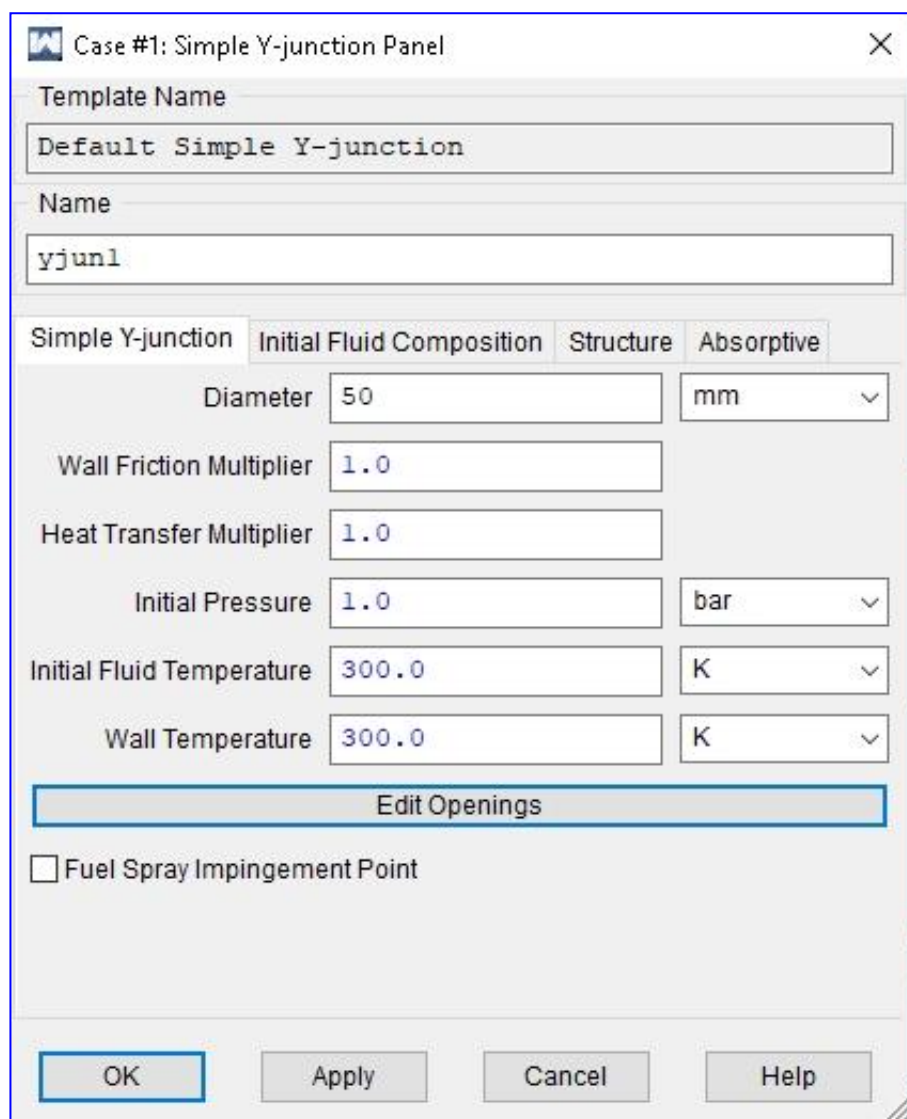 Case #1: Simple Y-junction Panel
Template Name
Default Simple Y-junction
Name
yjun1
Simple Y-junction Initial Fluid Composition Structure Absorptive
Diameter 50 mm
Wall Friction Multiplier 1.0
Heat Transfer Multiplier 1.0
Initial Pressure 1.0 bar
Initial Fluid Temperature 300.0 K
Wall Temperature 300.0 K
Edit Openings
Fuel Spray Impingement Point
OK Apply Cancel Help